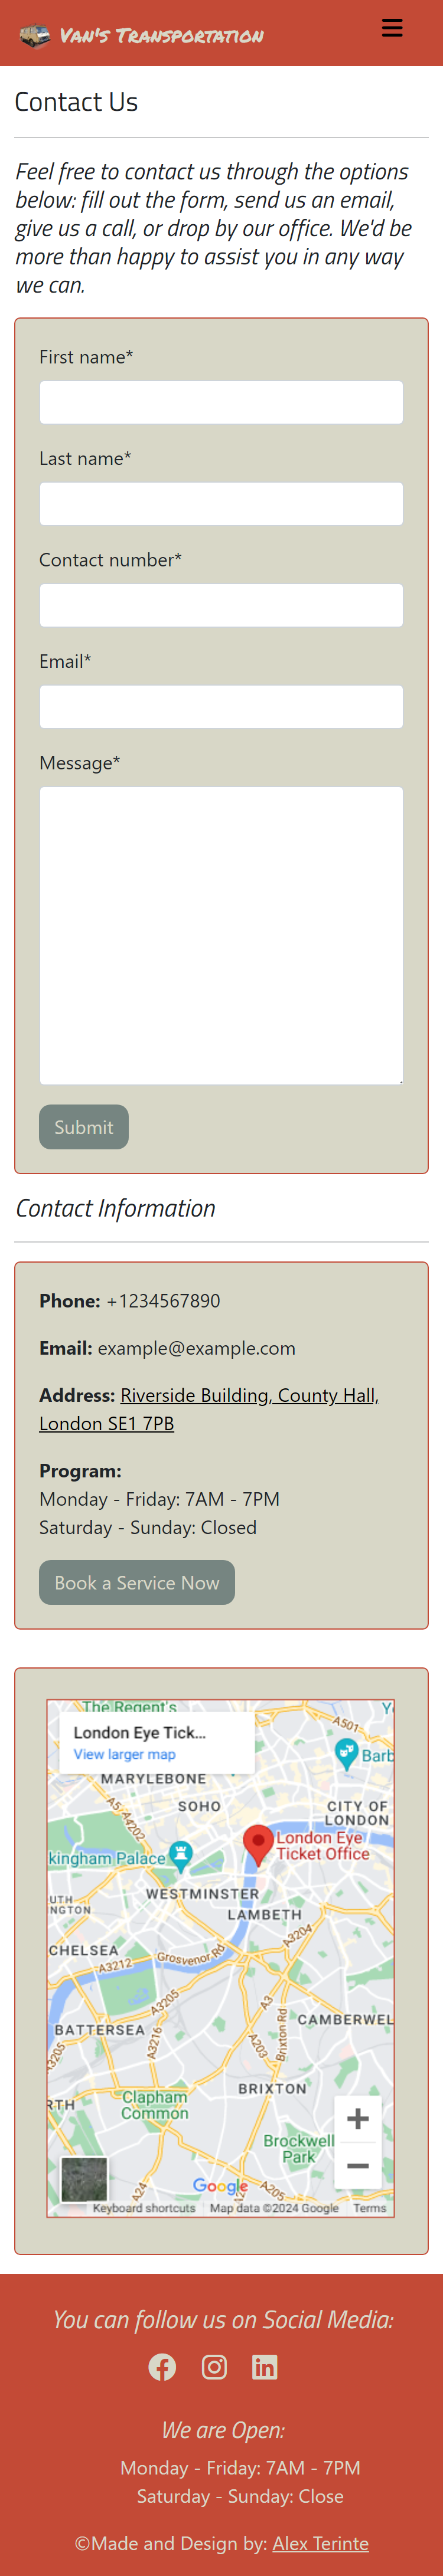 Van's Transportation
Contact Us
Feel free to contact us through the options
below: fill out the form, send us an email,
give us a call, or drop by our office. We'd be
more than happy to assist you in any way
we can.
First name*
Last name*
Contact number*
Email*
Message*
Submit
Contact Information
Phone: +1234567890
Email: example@example.com
Address: Riverside Building, County Hall,
London SE1 7PB
Program:
Monday - Friday: 7AM - 7PM
Saturday - Sunday: Closed
Book a Service Now
The Regent's
London Eye Tick...
View larger map
A501
Barb
MARYLEBONE
SOHO
CITY OF
LONDON
A5
A4202
kingham Palace
London Eye
Ticket Office
WESTMINSTER
UTH
NGTON
LAMBETH
A3204
CHELSEA
Grosvenor Rd
A3212
A3205
A3
CAMBERWEL
BATTERSEA
A3216
A203
Brixton Rd
A3205
RTH
BRIXTON
Clapham
Common
Brockwell
Park
Google
A24
A205
Keyboard shortcuts
Map data ©2024 Google
Terms
You can follow us on Social Media:
We are Open:
Monday - Friday: 7AM - 7PM
Saturday - Sunday: Close
©Made and Design by: Alex Terinte